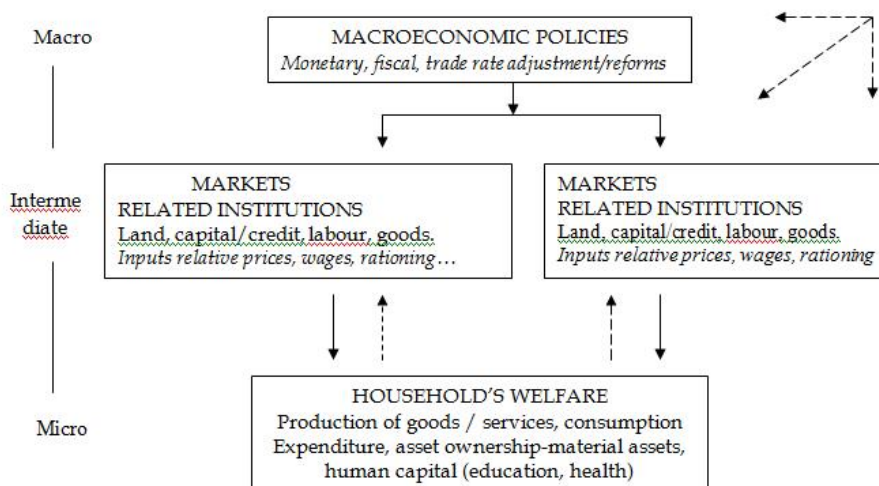 Macro
MACROECONOMIC POLICIES
Monetary, fiscal, trade rate adjustment/reforms
Interme
diate
MARKETS
RELATED INSTITUTIONS
Land, capital/credit, labour, goods.
Inputs relative prices, wages, rationing…
MARKETS
RELATED INSTITUTIONS
Land, capital/credit, labour, goods.
Inputs relative prices, wages, rationing
Micro
HOUSEHOLD’S WELFARE
Production of goods / services, consumption
Expenditure, asset ownership-material assets,
human capital (education, health)